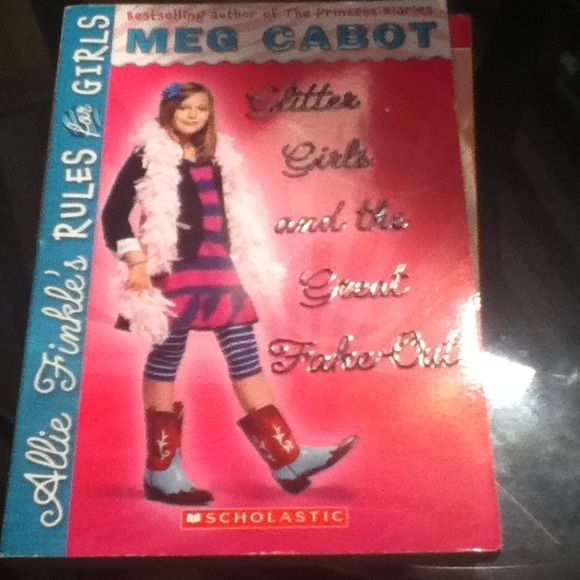 Bestselling author of The Princess Diaries
MEG CABOT
Allie Finkle's RULES for GIRLS
Glitter
Girls
and the
Great
Fake-Out
SCHOLASTIC